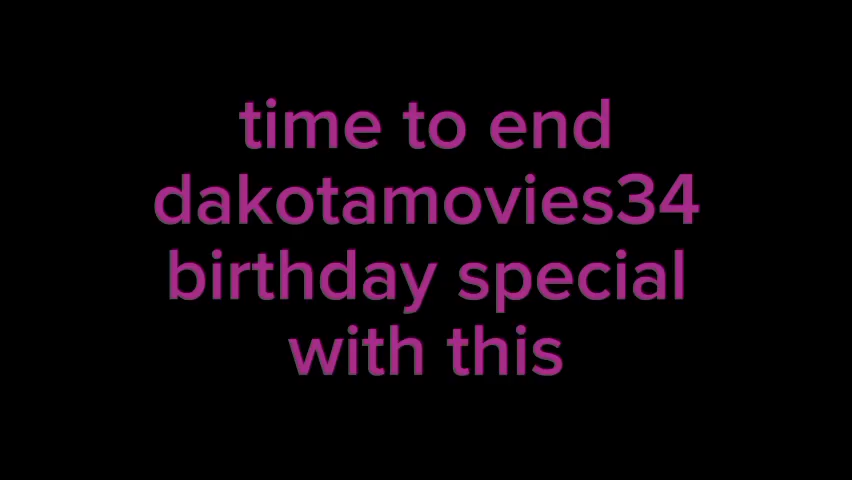 time to end
dakotamovies34
birthday special
with this